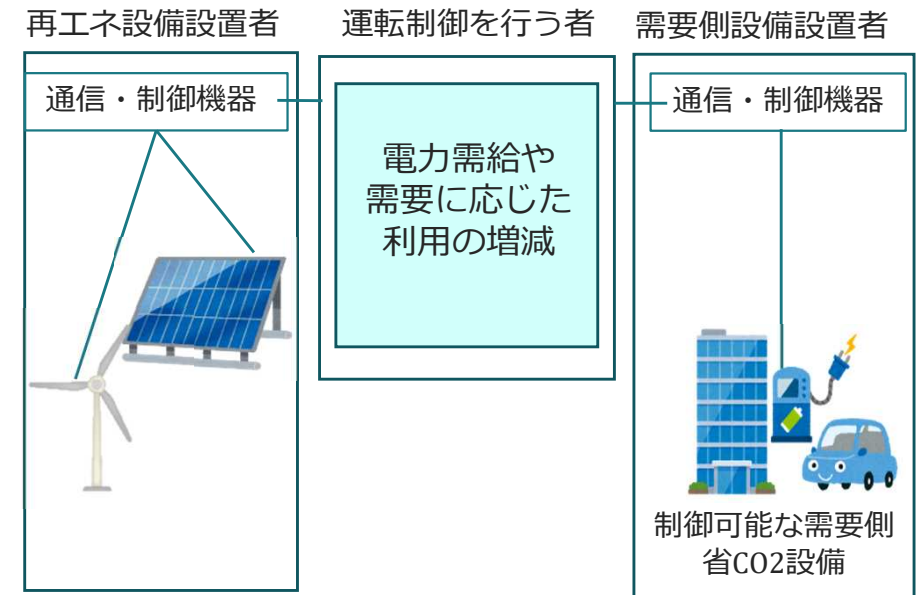 再エネ設備設置者
運転制御を行う者
需要側設備設置者
通信・制御機器
電力需給や
需要に応じた
利用の増減
通信・制御機器
制御可能な需要側
省CO2設備